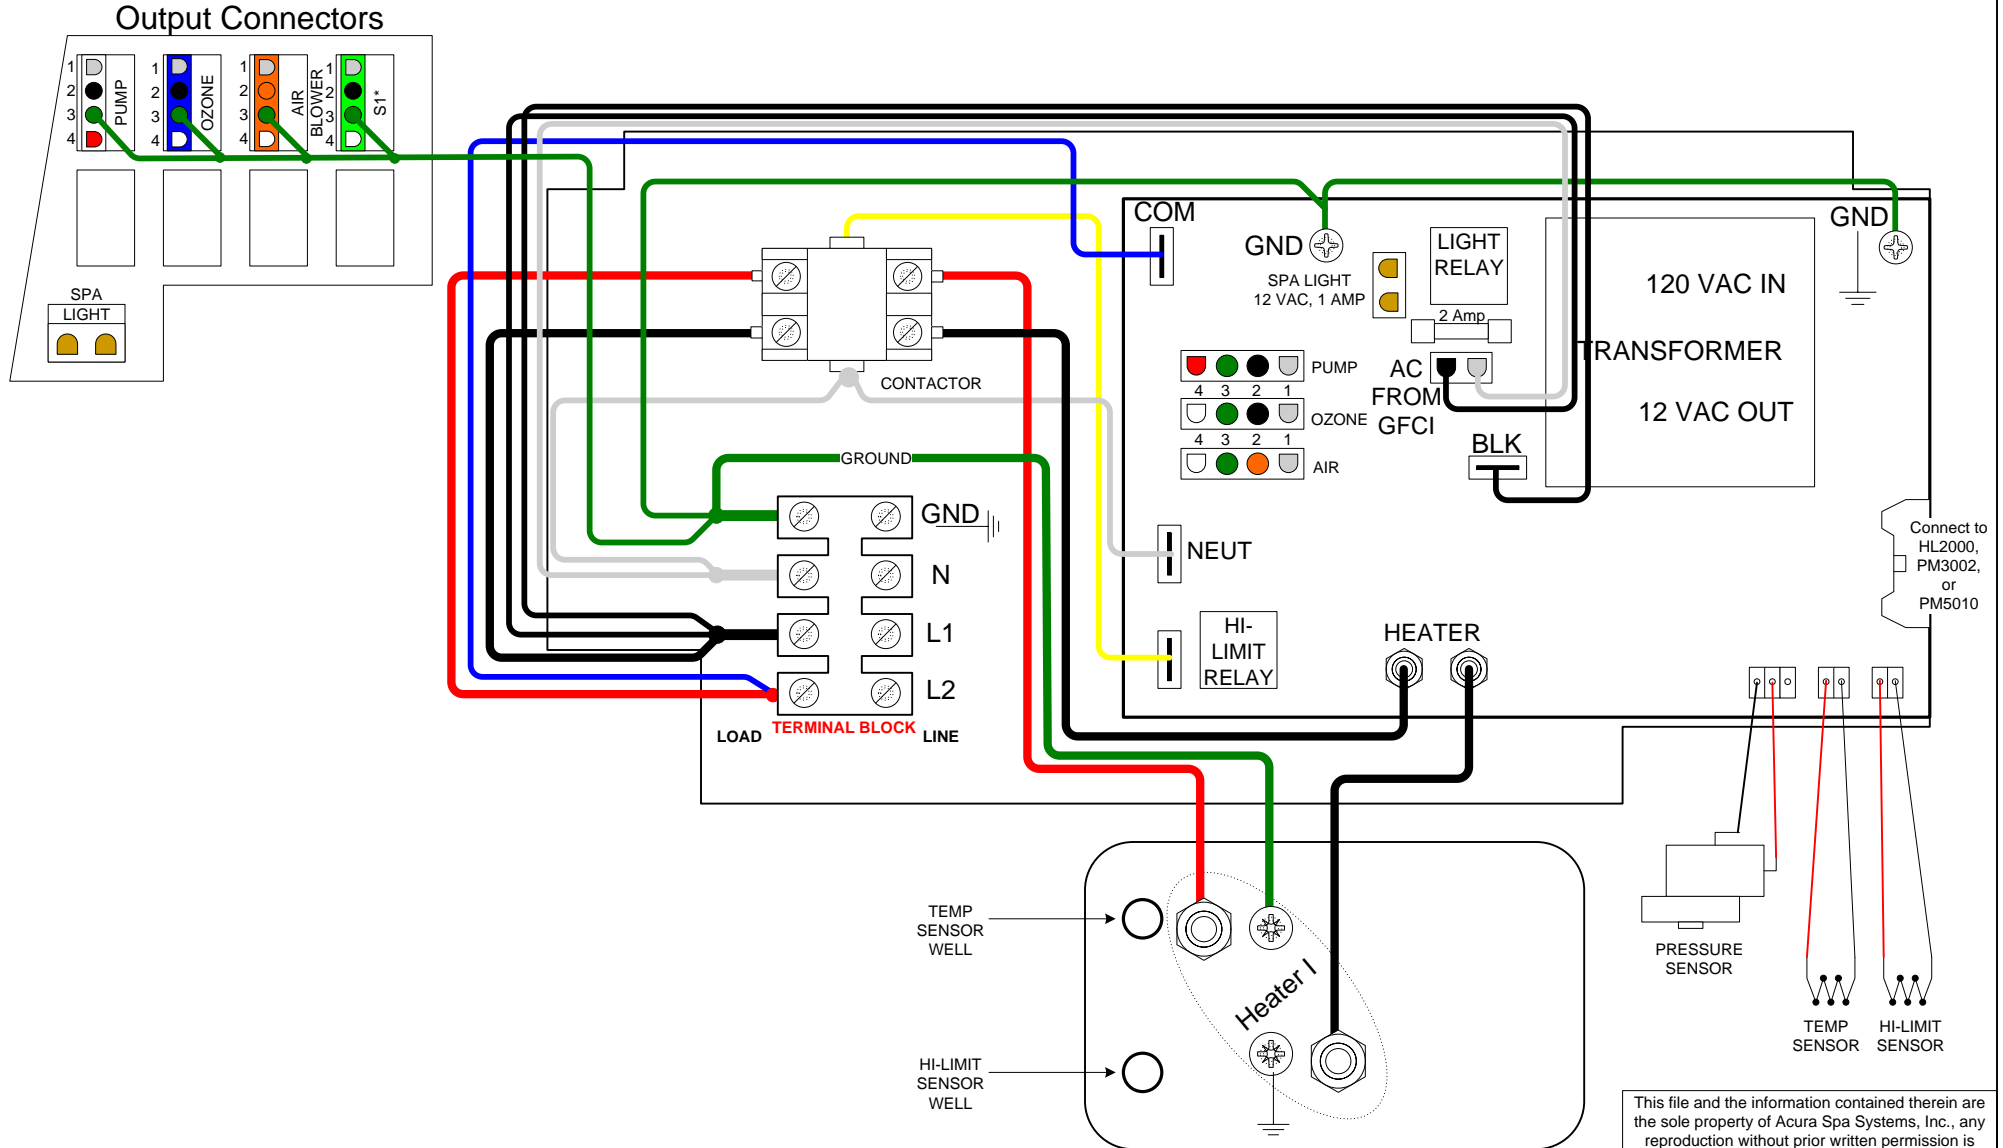 Output Connectors
1
2
3
4
PUMP
1
2
3
4
OZONE
1
2
3
4
AIR
BLOWER
1
2
3
4
S1*
SPA
LIGHT
CONTACTOR
GROUND
GND
N
L1
L2
LOAD
TERMINAL BLOCK
LINE
COM
GND
SPA LIGHT
12 VAC, 1 AMP
LIGHT
RELAY
2 Amp
GND
120 VAC IN
TRANSFORMER
12 VAC OUT
PUMP
4 3 2 1
OZONE
4 3 2 1
AIR
AC
FROM
GFCI
BLK
NEUT
HI-
LIMIT
RELAY
HEATER
Connect to
HL2000,
PM3002,
or
PM5010
TEMP
SENSOR
WELL
HI-LIMIT
SENSOR
WELL
Heater I
PRESSURE
SENSOR
TEMP
SENSOR
HI-LIMIT
SENSOR
This file and the information contained therein are
the sole property of Acura Spa Systems, Inc., any
reproduction without prior written permission is